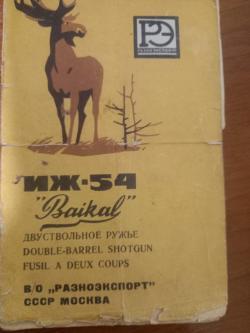 РЭ
РАЗНОЭКСПОРТ
ИЖ-54
"Baikal"
ДВУСТВОЛЬНОЕ РУЖЬЕ
DOUBLE-BARREL SHOTGUN
FUSIL A DEUX COUPS
В/О „РАЗНОЭКСПОРТ"
СССР МОСКВА